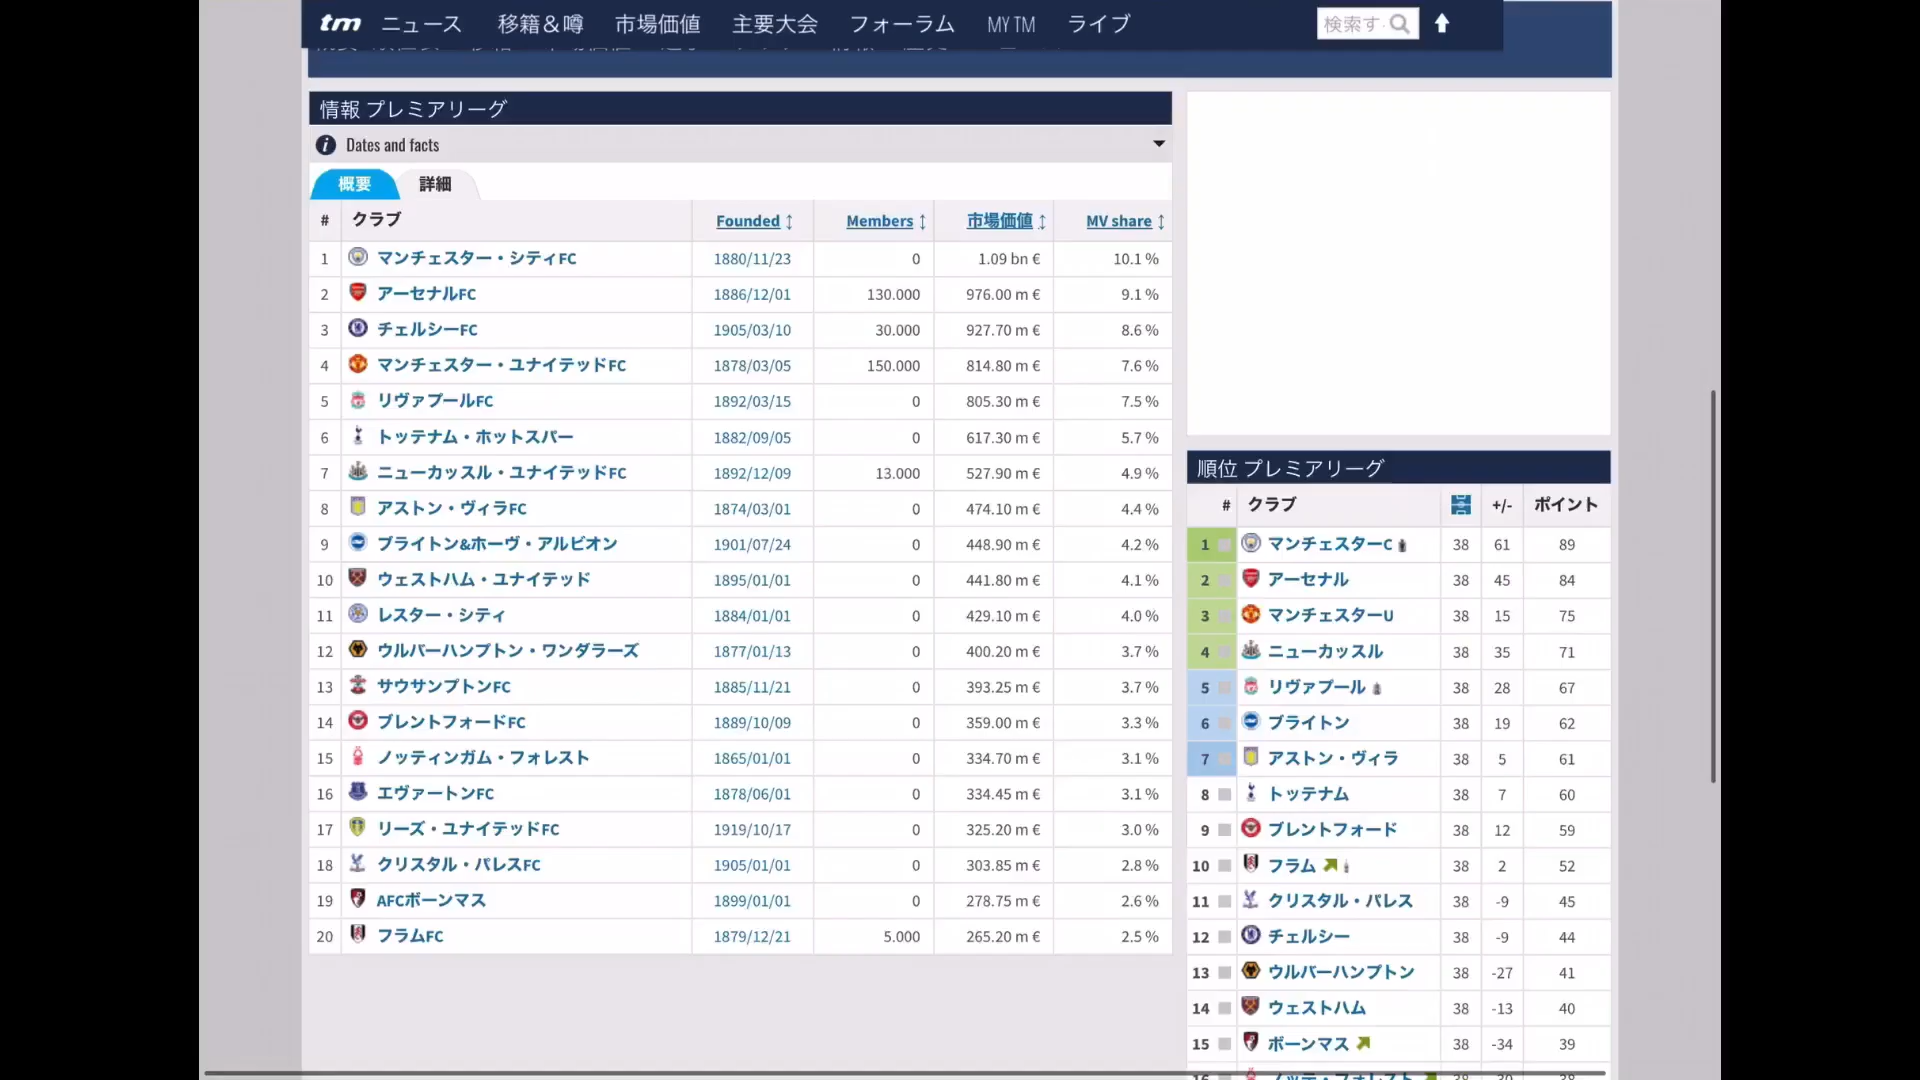 tm ニュース 移籍&噂 市場価値 主要大会 フォーラム MY TM ライブ 検索す
情報 プレミアリーグ
Dates and facts
概要 詳細
# クラブ Founded Members 市場価値 MV share
1 マンチェスター・シティFC 1880/11/23 0 1.09 bn € 10.1 %
2 アーセナルFC 1886/12/01 130.000 976.00 m € 9.1 %
3 チェルシーFC 1905/03/10 30.000 927.70 m € 8.6 %
4 マンチェスター・ユナイテッドFC 1878/03/05 150.000 814.80 m € 7.6 %
5 リヴァプールFC 1892/03/15 0 805.30 m € 7.5 %
6 トッテナム・ホットスパー 1882/09/05 0 617.30 m € 5.7 %
7 ニューカッスル・ユナイテッドFC 1892/12/09 13.000 527.90 m € 4.9 %
8 アストン・ヴィラFC 1874/03/01 0 474.10 m € 4.4 %
9 ブライトン&ホーヴ・アルビオン 1901/07/24 0 448.90 m € 4.2 %
10 ウェストハム・ユナイテッド 1895/01/01 0 441.80 m € 4.1 %
11 レスター・シティ 1884/01/01 0 429.10 m € 4.0 %
12 ウルバーハンプトン・ワンダラーズ 1877/01/13 0 400.20 m € 3.7 %
13 サウサンプトンFC 1885/11/21 0 393.25 m € 3.7 %
14 ブレントフォードFC 1889/10/09 0 359.00 m € 3.3 %
15 ノッティンガム・フォレスト 1865/01/01 0 334.70 m € 3.1 %
16 エヴァートンFC 1878/06/01 0 334.45 m € 3.1 %
17 リーズ・ユナイテッドFC 1919/10/17 0 325.20 m € 3.0 %
18 クリスタル・パレスFC 1905/01/01 0 303.85 m € 2.8 %
19 AFCボーンマス 1899/01/01 0 278.75 m € 2.6 %
20 フラムFC 1879/12/21 5.000 265.20 m € 2.5 %
順位 プレミアリーグ
# クラブ +/- ポイント
1 マンチェスターC 38 61 89
2 アーセナル 38 45 84
3 マンチェスターU 38 15 75
4 ニューカッスル 38 35 71
5 リヴァプール 38 28 67
6 ブライトン 38 19 62
7 アストン・ヴィラ 38 5 61
8 トッテナム 38 7 60
9 ブレントフォード 38 12 59
10 フラム 38 2 52
11 クリスタル・パレス 38 -9 45
12 チェルシー 38 -9 44
13 ウルバーハンプトン 38 -27 41
14 ウェストハム 38 -13 40
15 ボーンマス 38 -34 39